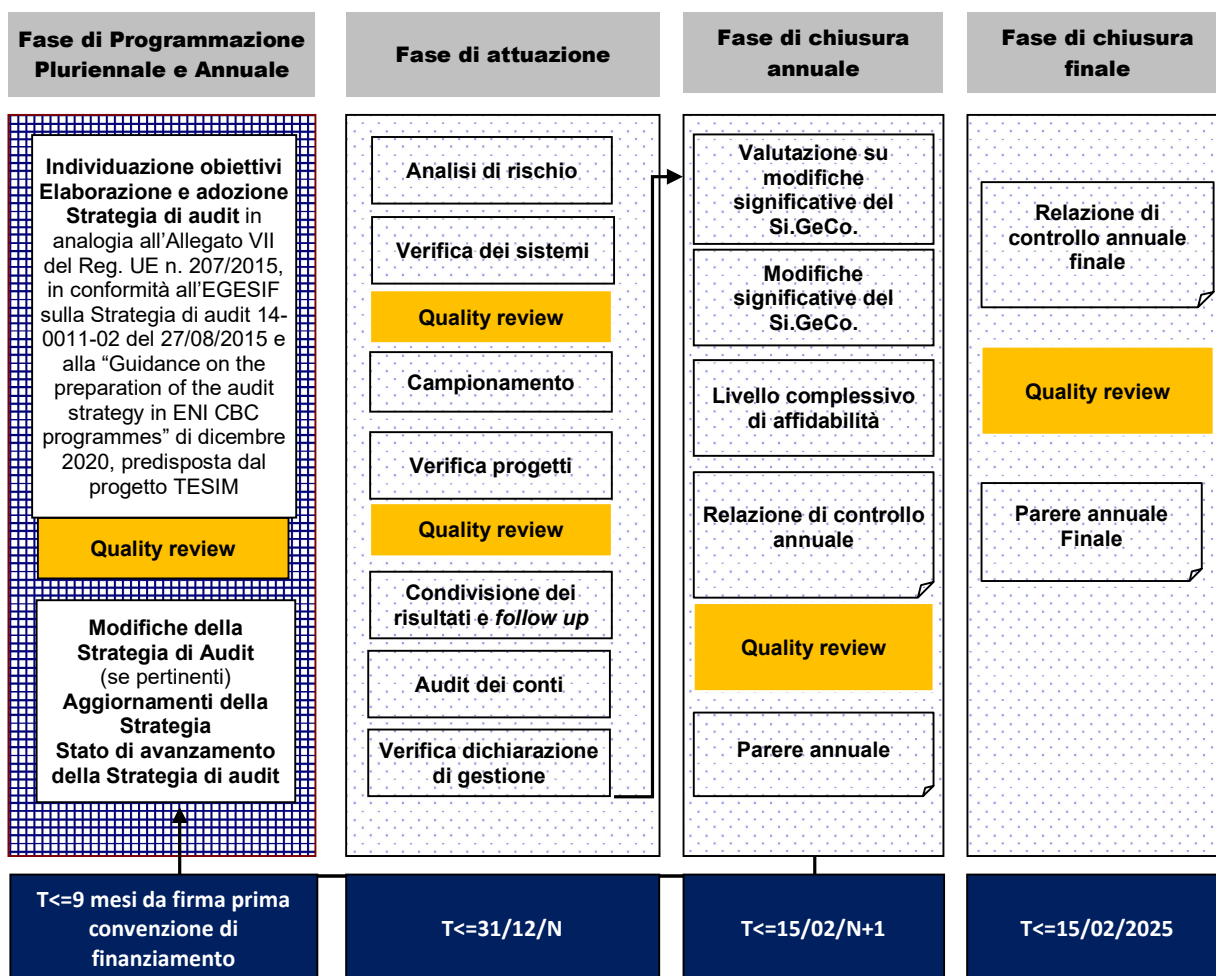 Fase di Programmazione
Pluriennale e Annuale
Individuazione obiettivi
Elaborazione e adozione
Strategia di audit in
analogia all'Allegato VII
del Reg. UE n. 207/2015,
in conformità all'EGESIF
sulla Strategia di audit 14-
0011-02 del 27/08/2015 e
alla “Guidance on the
preparation of the audit
strategy in ENI CBC
programmes” di dicembre
2020, predisposta dal
progetto TESIM
Quality review
Modifiche della
Strategia di Audit
(se pertinenti)
Aggiornamenti della
Strategia
Stato di avanzamento
della Strategia di audit
T<=9 mesi da firma prima
convenzione di
finanziamento
Fase di attuazione
Analisi di rischio
Verifica dei sistemi
Quality review
Campionamento
Verifica progetti
Quality review
Condivisione dei
risultati e follow up
Audit dei conti
Verifica dichiarazione
di gestione
T<=31/12/N
Fase di chiusura
annuale
Valutazione su
modifiche
significative del
Si.GeCo.
Modifiche
significative del
Si.GeCo.
Livello complessivo
di affidabilità
Relazione di controllo
annuale
Quality review
Parere annuale
T<=15/02/N+1
Fase di chiusura
finale
Relazione di
controllo annuale
finale
Quality review
Parere annuale
Finale
T<=15/02/2025